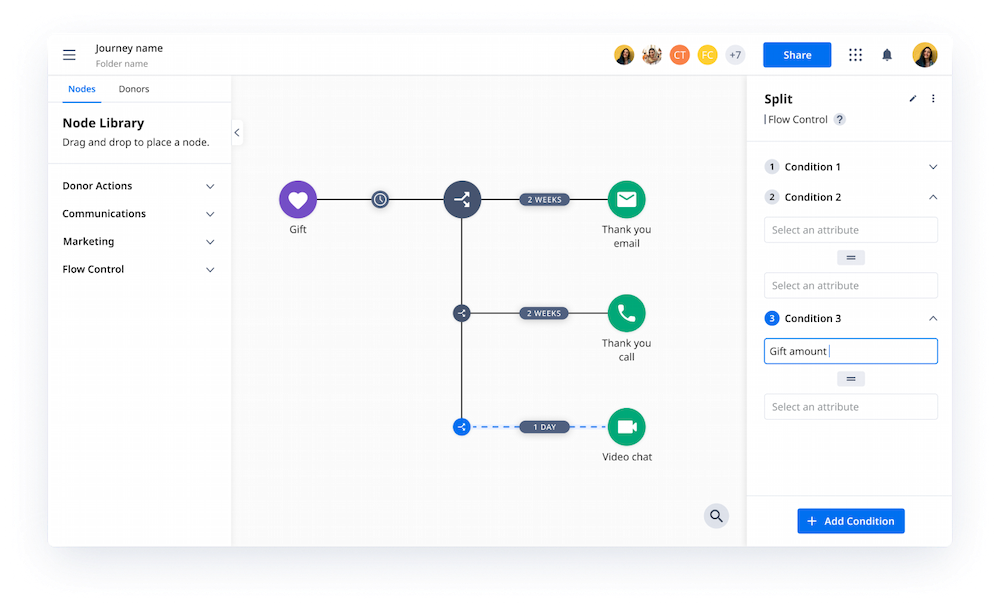 Journey name
Folder name
CT
FC
+7
Share
Nodes
Donors
Node Library
Drag and drop to place a node.
Donor Actions
Communications
Marketing
Flow Control
Gift
2 WEEKS
Thank you
email
2 WEEKS
Thank you
call
1 DAY
Video chat
Split
Flow Control ?
1 Condition 1
2 Condition 2
Select an attribute
=
Select an attribute
3 Condition 3
Gift amount
=
Select an attribute
+ Add Condition